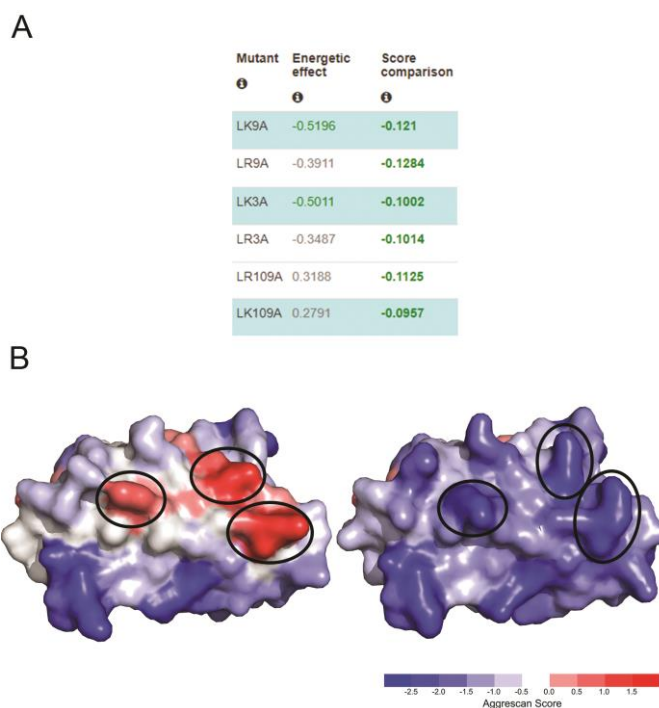 A
Mutant Energetic effect Score comparison
LK9A -0.5196 -0.121
LR9A -0.3911 -0.1284
LK3A -0.5011 -0.1002
LR3A -0.3487 -0.1014
LR109A 0.3188 -0.1125
LK109A 0.2791 -0.0957
B
-2.5 -2.0 -1.5 -1.0 -0.5 0.0 0.5 1.0 1.5
Aggrescan Score